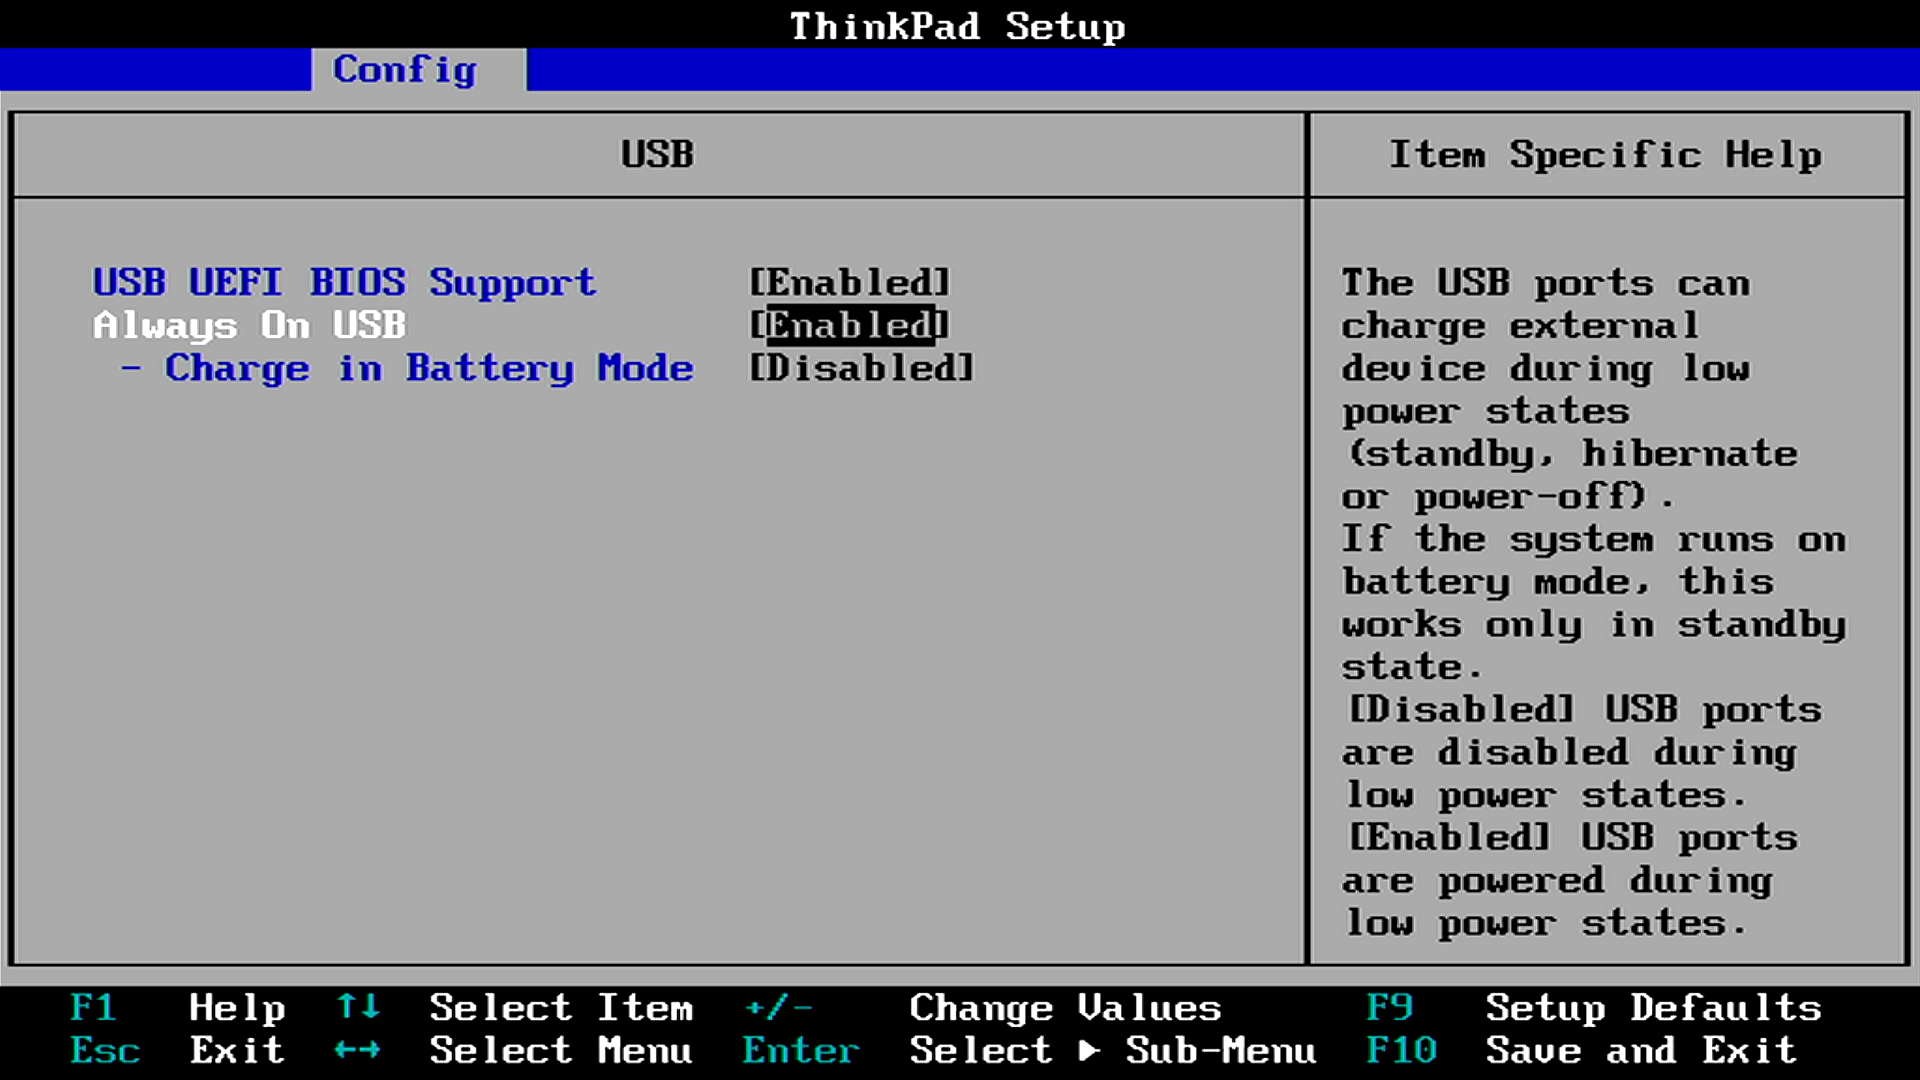 ThinkPad Setup
Config
USB
Item Specific Help
USB UEFI BIOS Support [Enabled]
Always On USB [Enabled]
- Charge in Battery Mode [Disabled]
The USB ports can
charge external
device during low
power states
(standby, hibernate
or power-off).
If the system runs on
battery mode, this
works only in standby
state.
[Disabled] USB ports
are disabled during
low power states.
[Enabled] USB ports
are powered during
low power states.
F1 Help ↑↓ Select Item +/- Change Values F9 Setup Defaults
Esc Exit ←→ Select Menu Enter Select ▶ Sub-Menu F10 Save and Exit